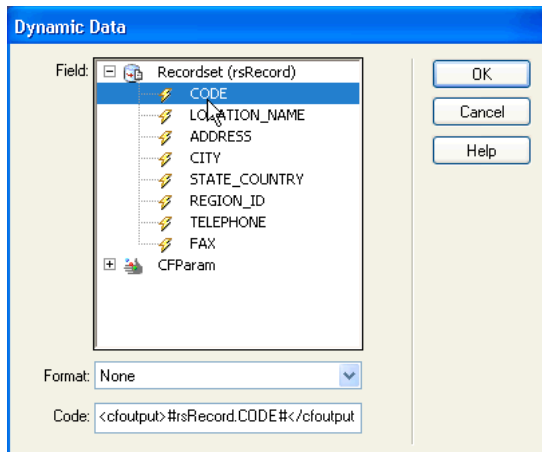 Dynamic Data
Field:
Recordset (rsRecord)
CODE
LOCATION_NAME
ADDRESS
CITY
STATE_COUNTRY
REGION_ID
TELEPHONE
FAX
CFParam
OK
Cancel
Help
Format: None
Code: <cfoutput>#rsRecord.CODE#</cfoutput